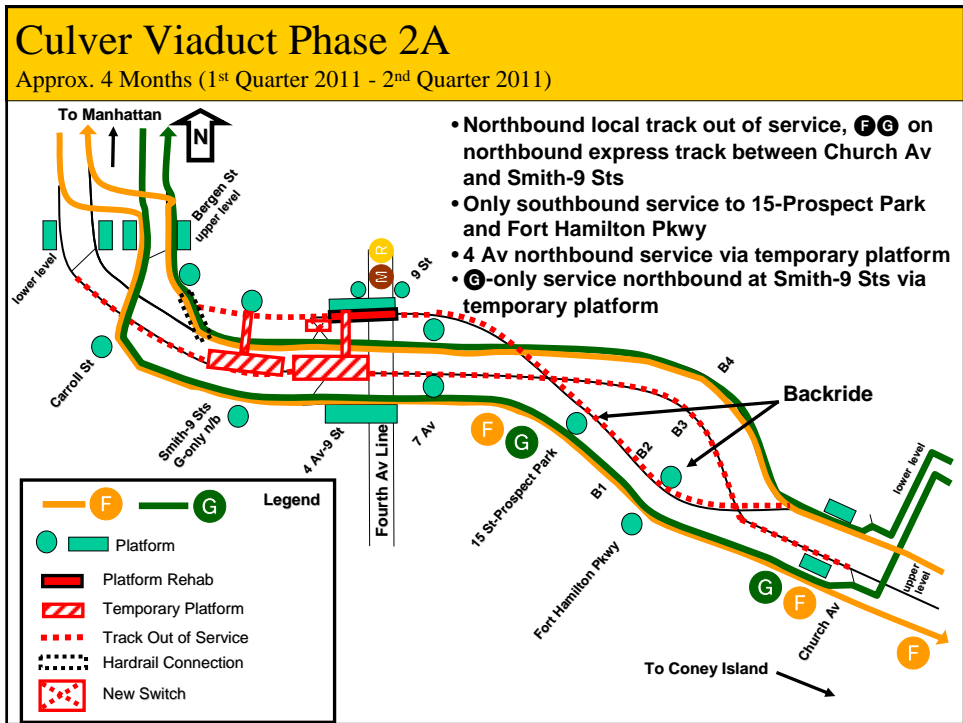 Culver Viaduct Phase 2A
Approx. 4 Months (1st Quarter 2011 - 2nd Quarter 2011)
To Manhattan
N
• Northbound local track out of service, F G on
northbound express track between Church Av
and Smith-9 Sts
• Only southbound service to 15-Prospect Park
and Fort Hamilton Pkwy
• 4 Av northbound service via temporary platform
• G-only service northbound at Smith-9 Sts via
temporary platform
Bergen St
upper level
lower level
M
R
9 St
Carroll St
Smith-9 Sts
G-only n/b
4 Av-9 St
Fourth Av Line
7 Av
F
G
15 St-Prospect Park
B1
B2
B3
B4
Backride
Fort Hamilton Pkwy
G
F
Church Av
lower level
upper level
F
To Coney Island
F
G
Legend
Platform
Platform Rehab
Temporary Platform
Track Out of Service
Hardrail Connection
New Switch